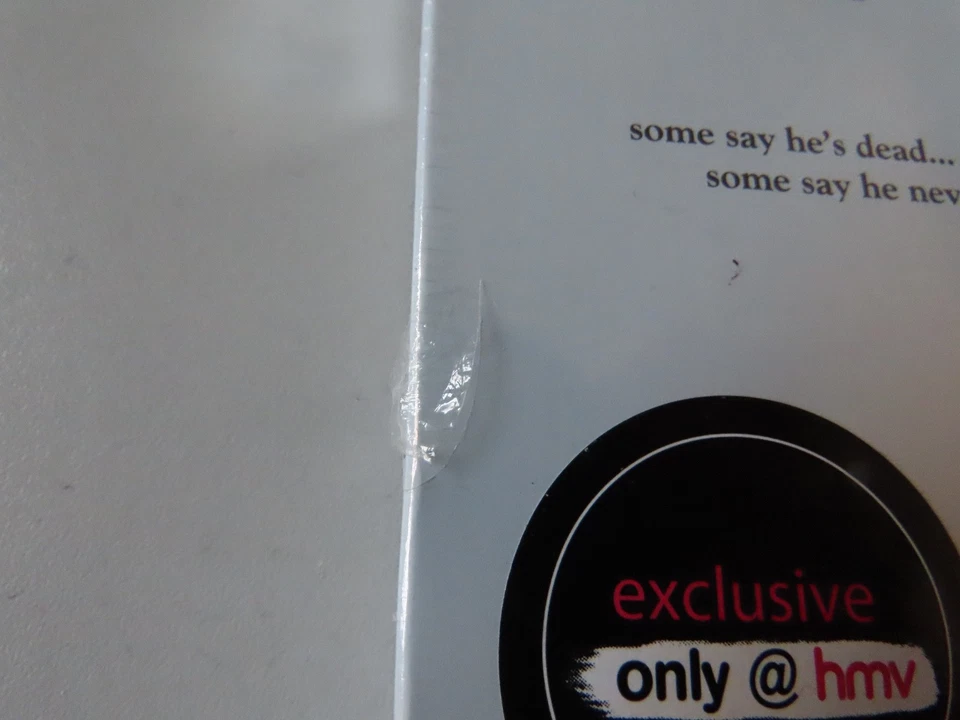 some say he's dead...
some say he nev
exclusive
only @ hmv